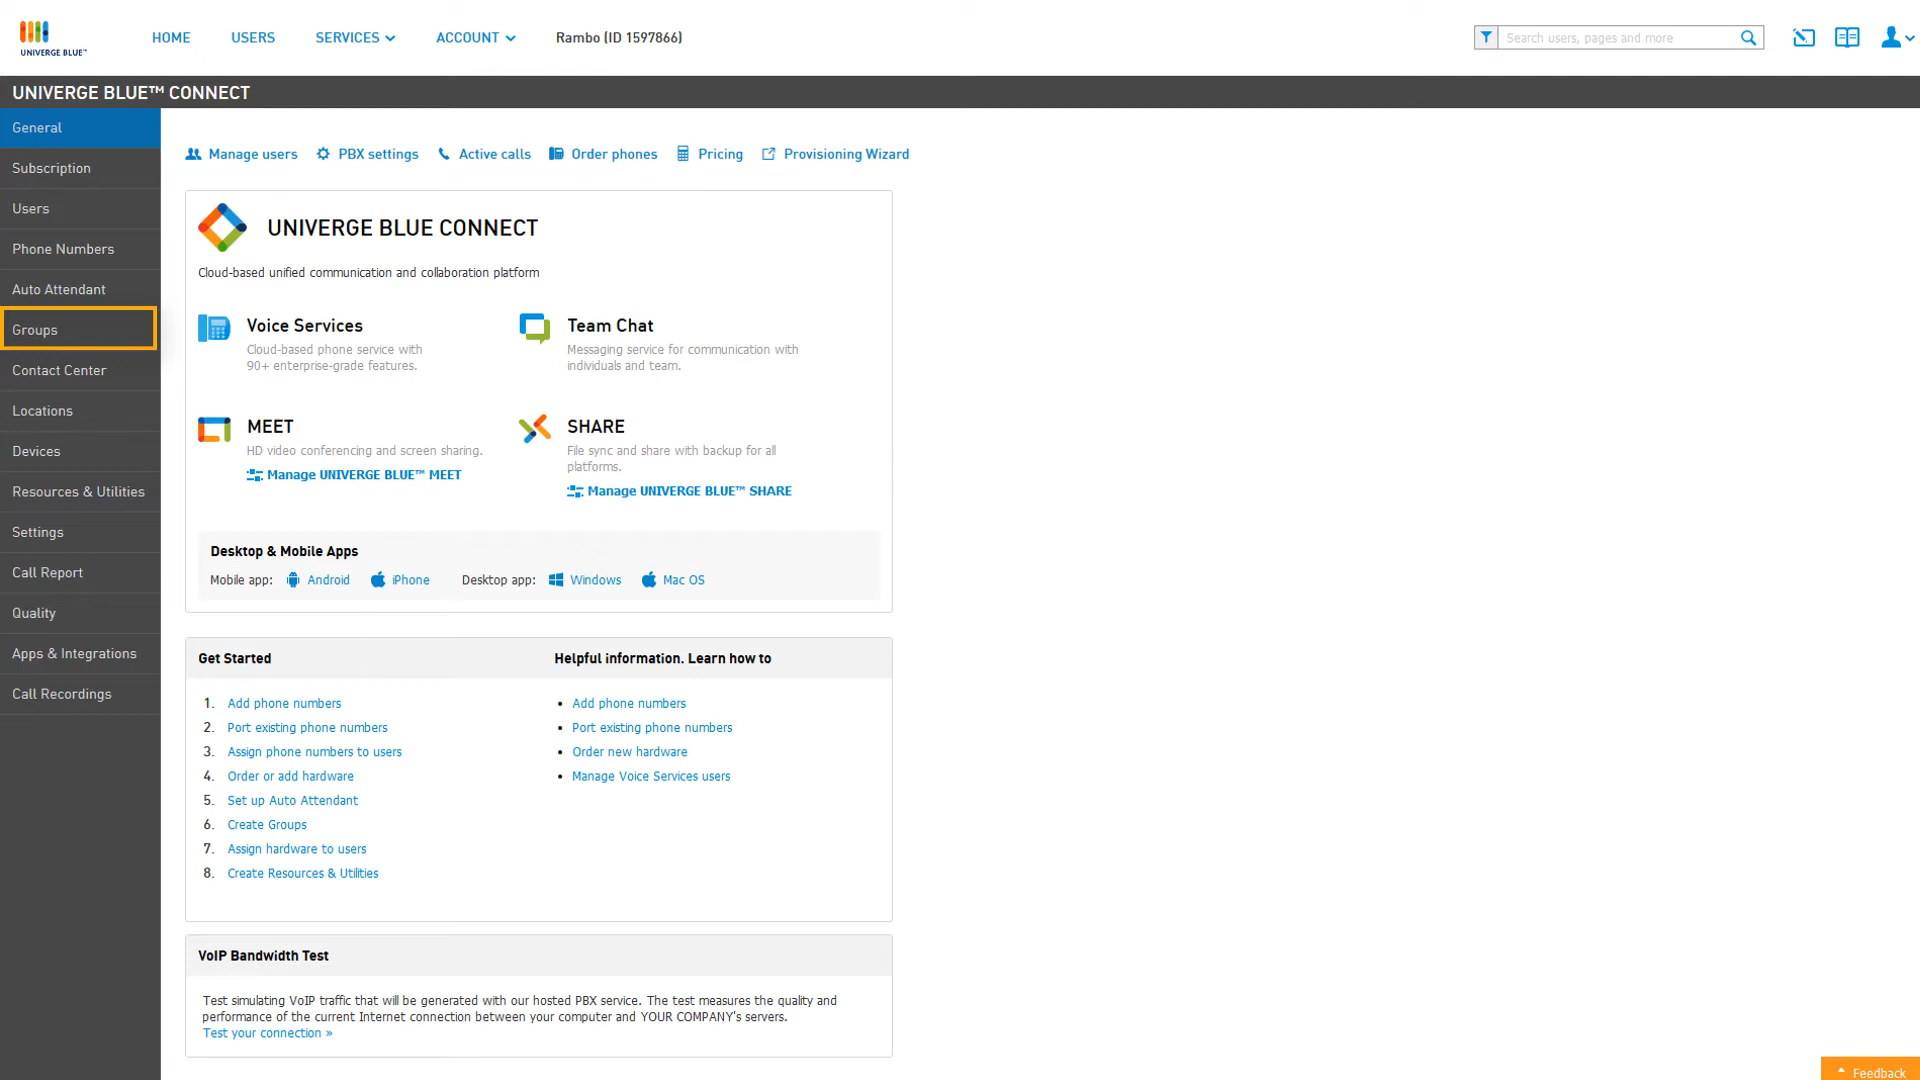 UNIVERGE BLUE™
HOME
USERS
SERVICES
ACCOUNT
Rambo (ID 1597866)
Search users, pages and more
UNIVERGE BLUE™ CONNECT
General
Subscription
Users
Phone Numbers
Auto Attendant
Groups
Contact Center
Locations
Devices
Resources & Utilities
Settings
Call Report
Quality
Apps & Integrations
Call Recordings
Manage users
PBX settings
Active calls
Order phones
Pricing
Provisioning Wizard
UNIVERGE BLUE CONNECT
Cloud-based unified communication and collaboration platform
Voice Services
Cloud-based phone service with
90+ enterprise-grade features.
Team Chat
Messaging service for communication with
individuals and team.
MEET
HD video conferencing and screen sharing.
Manage UNIVERGE BLUE™ MEET
SHARE
File sync and share with backup for all
platforms.
Manage UNIVERGE BLUE™ SHARE
Desktop & Mobile Apps
Mobile app: Android iPhone Desktop app: Windows Mac OS
Get Started
1. Add phone numbers
2. Port existing phone numbers
3. Assign phone numbers to users
4. Order or add hardware
5. Set up Auto Attendant
6. Create Groups
7. Assign hardware to users
8. Create Resources & Utilities
Helpful information. Learn how to
• Add phone numbers
• Port existing phone numbers
• Order new hardware
• Manage Voice Services users
VoIP Bandwidth Test
Test simulating VoIP traffic that will be generated with our hosted PBX service. The test measures the quality and
performance of the current Internet connection between your computer and YOUR COMPANY's servers.
Test your connection »
Feedback